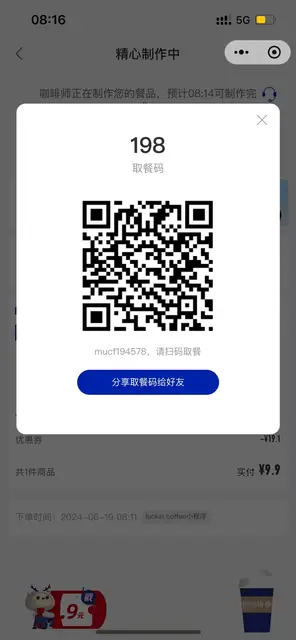 08:16
5G
精心制作中
咖啡师正在制作您的餐品，预计08:14可制作完
198
取餐码
mucf194578，请扫码取餐
分享取餐码给好友
优惠券
-¥19.1
共1件商品
实付 ¥9.9
下单时间：2024-06-19 08:11
luckin coffee小程序
.9元